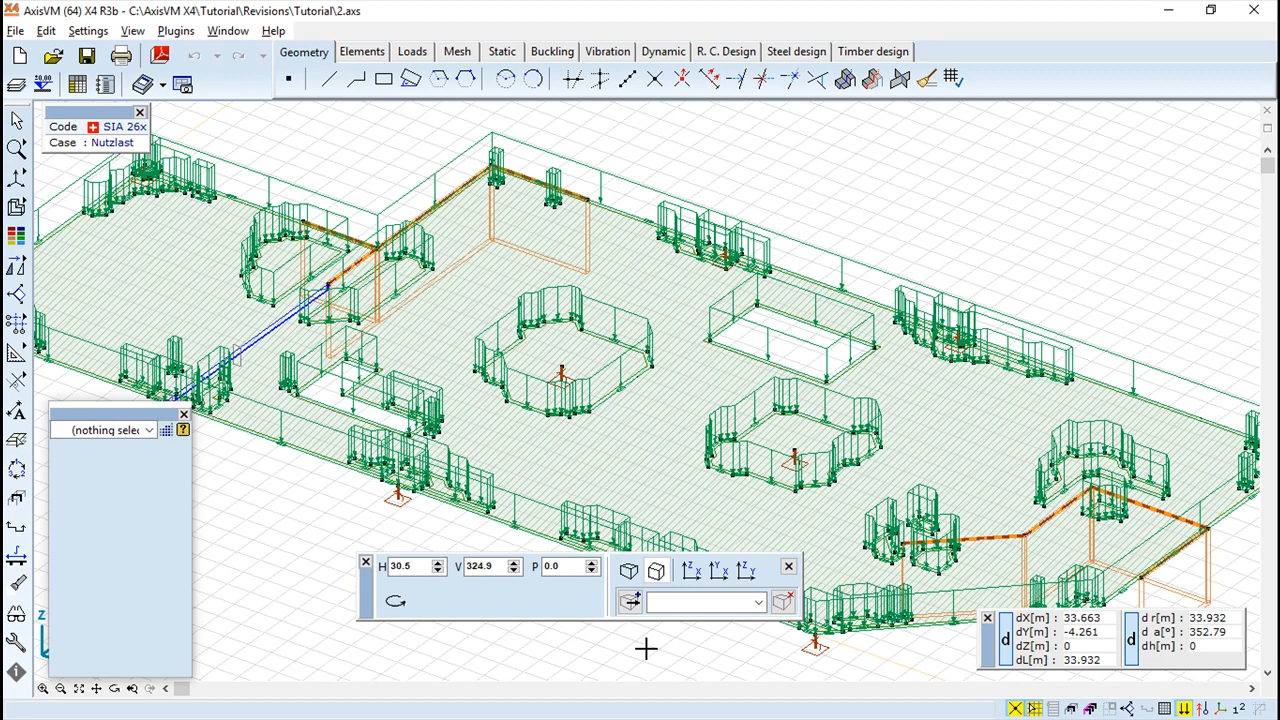 AxisVM (64) X4 R3b - C:\AxisVM X4\Tutorial\Revisions\Tutorial\2.axs
File Edit Settings View Plugins Window Help
Geometry Elements Loads Mesh Static Buckling Vibration Dynamic R. C. Design Steel design Timber design
Code SIA 26x
Case : Nutzlast
(nothing selec
H 30.5 V 324.9 P 0.0
Z
dX[m] : 33.663
dY[m] : -4.261
dZ[m] : 0
dL[m] : 33.932
d
d r[m] : 33.932
d a[°] : 352.79
d h[m] : 0
d